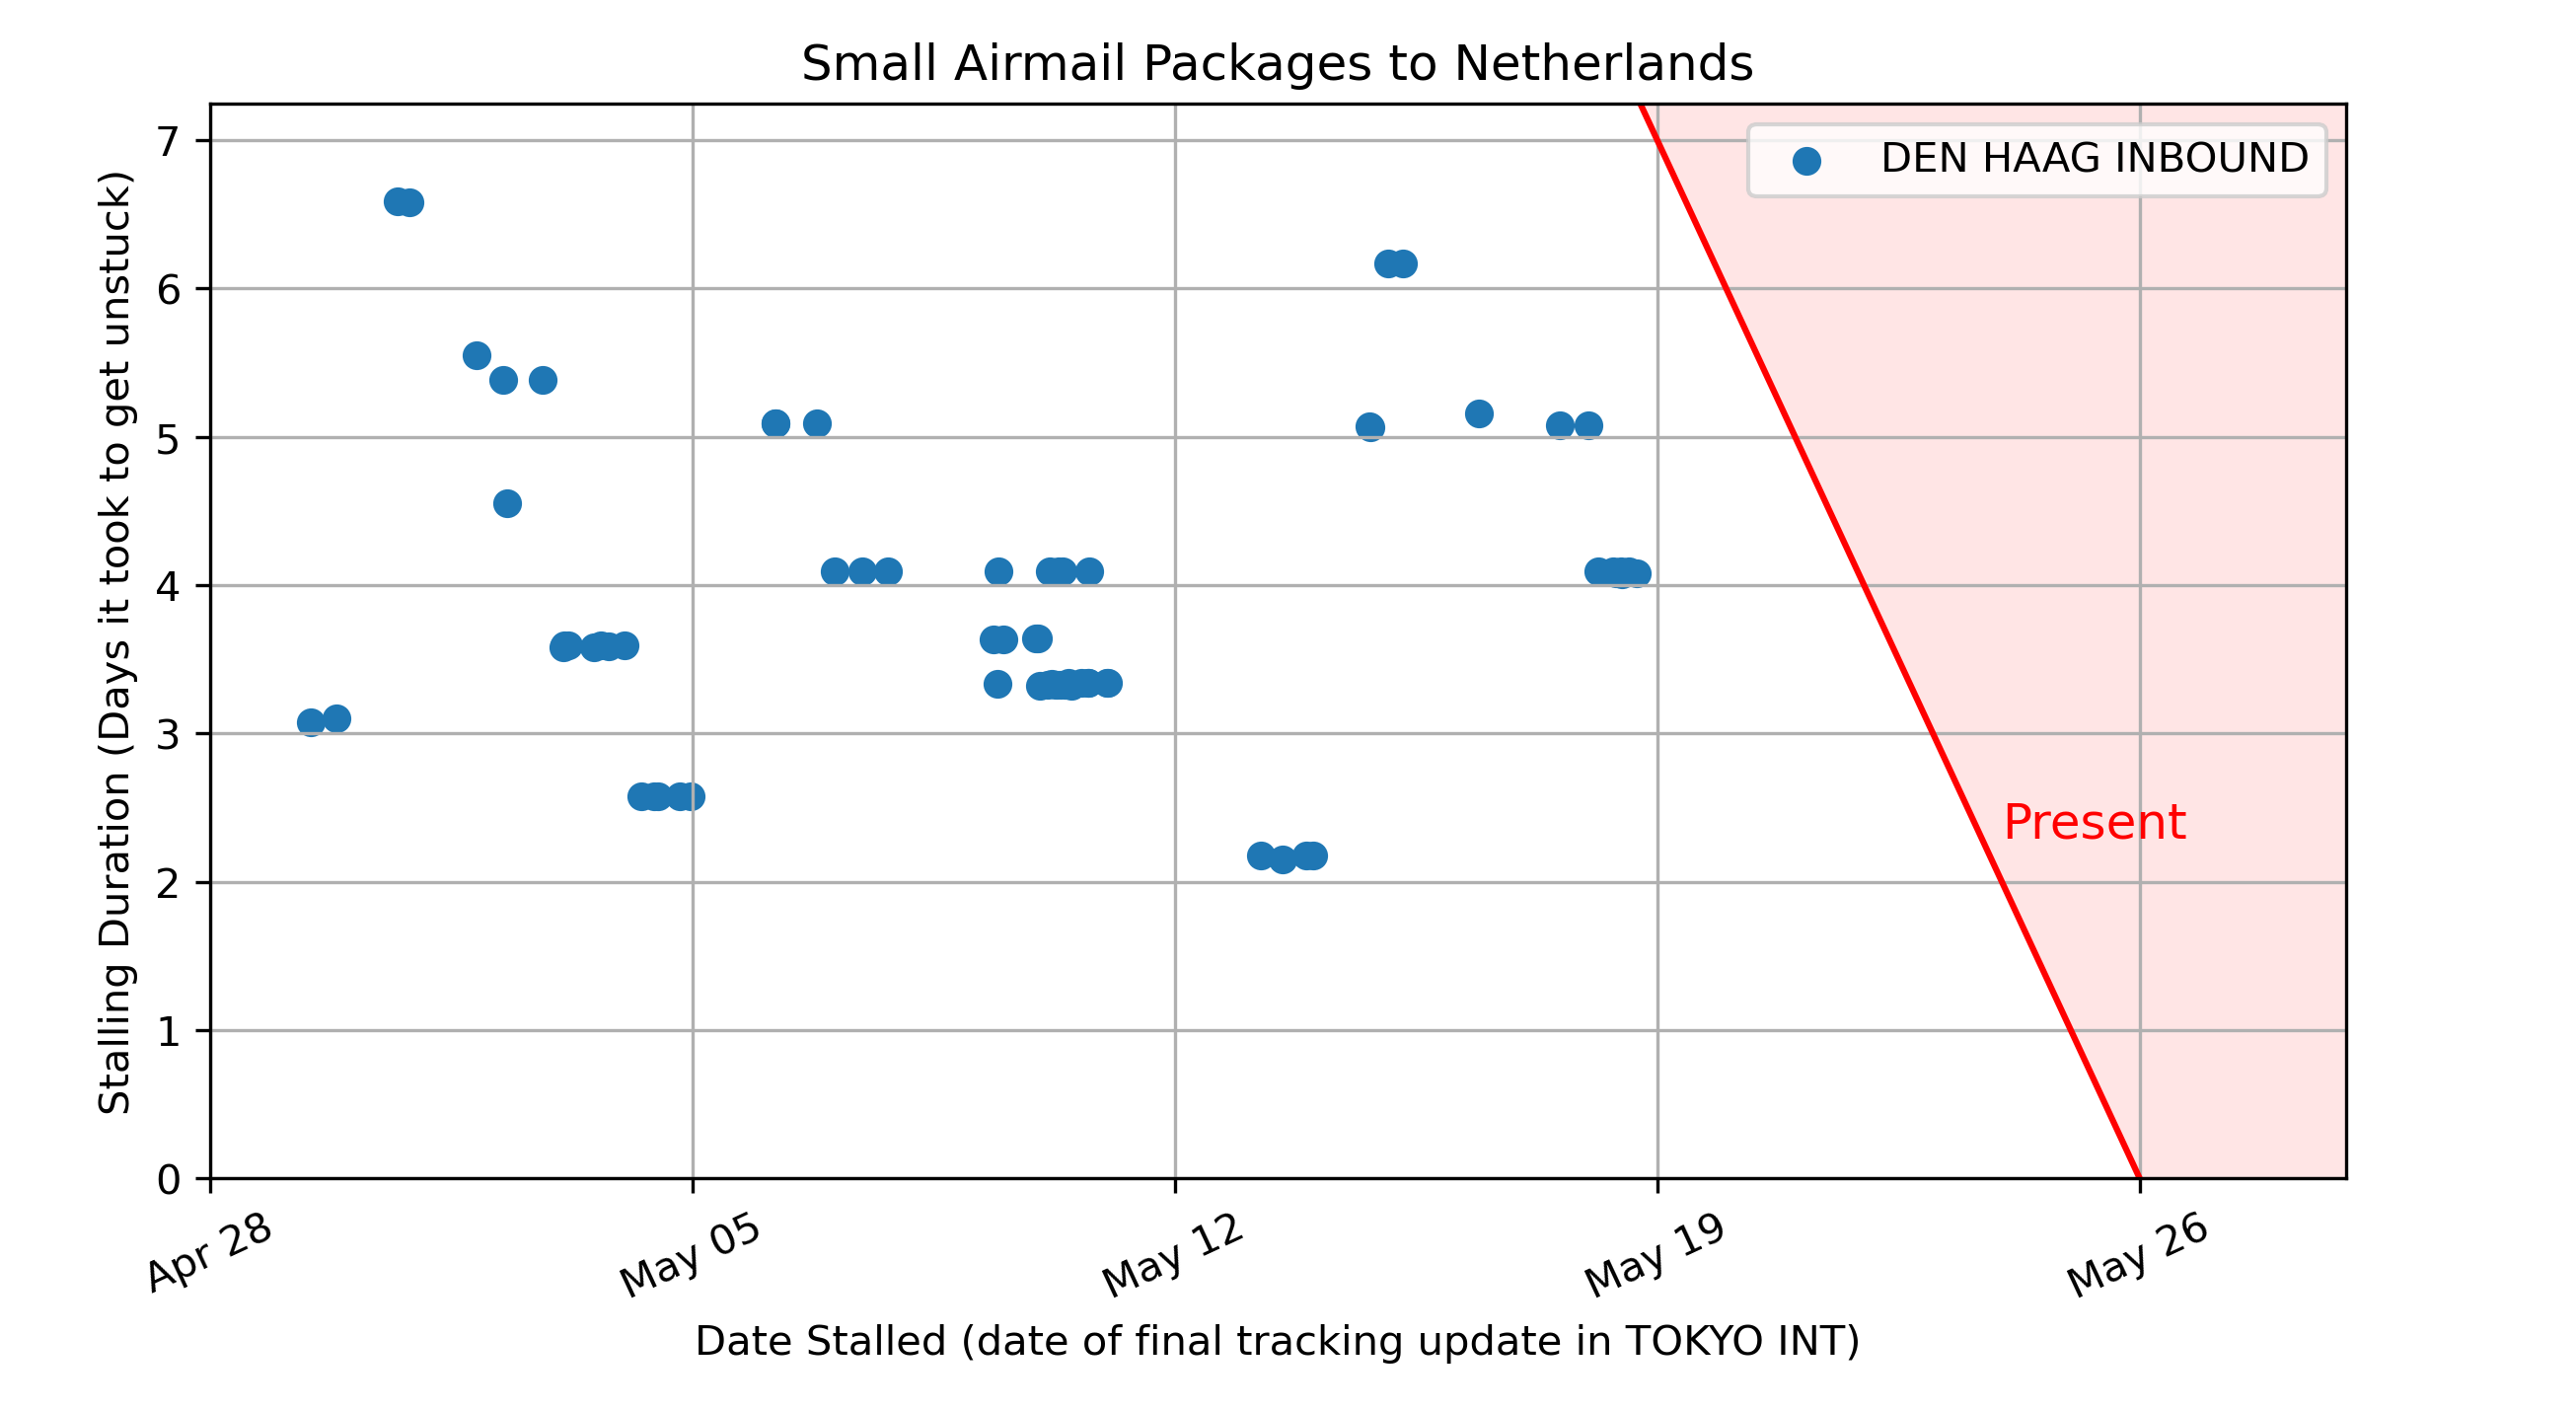 Small Airmail Packages to Netherlands
DEN HAAG INBOUND
Stalling Duration (Days it took to get unstuck)
7
6
5
4
3
2
1
0
Present
Apr 28
May 05
May 12
May 19
May 26
Date Stalled (date of final tracking update in TOKYO INT)